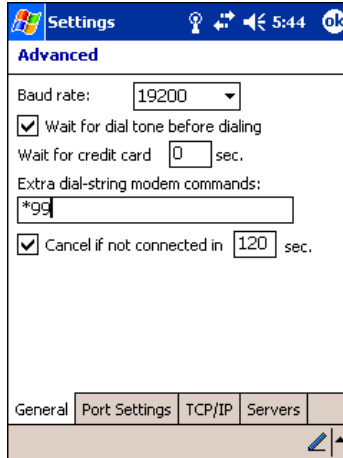 Settings 5:44 ok
Advanced
Baud rate: 19200
Wait for dial tone before dialing
Wait for credit card 0 sec.
Extra dial-string modem commands:
*99
Cancel if not connected in 120 sec.
General Port Settings TCP/IP Servers